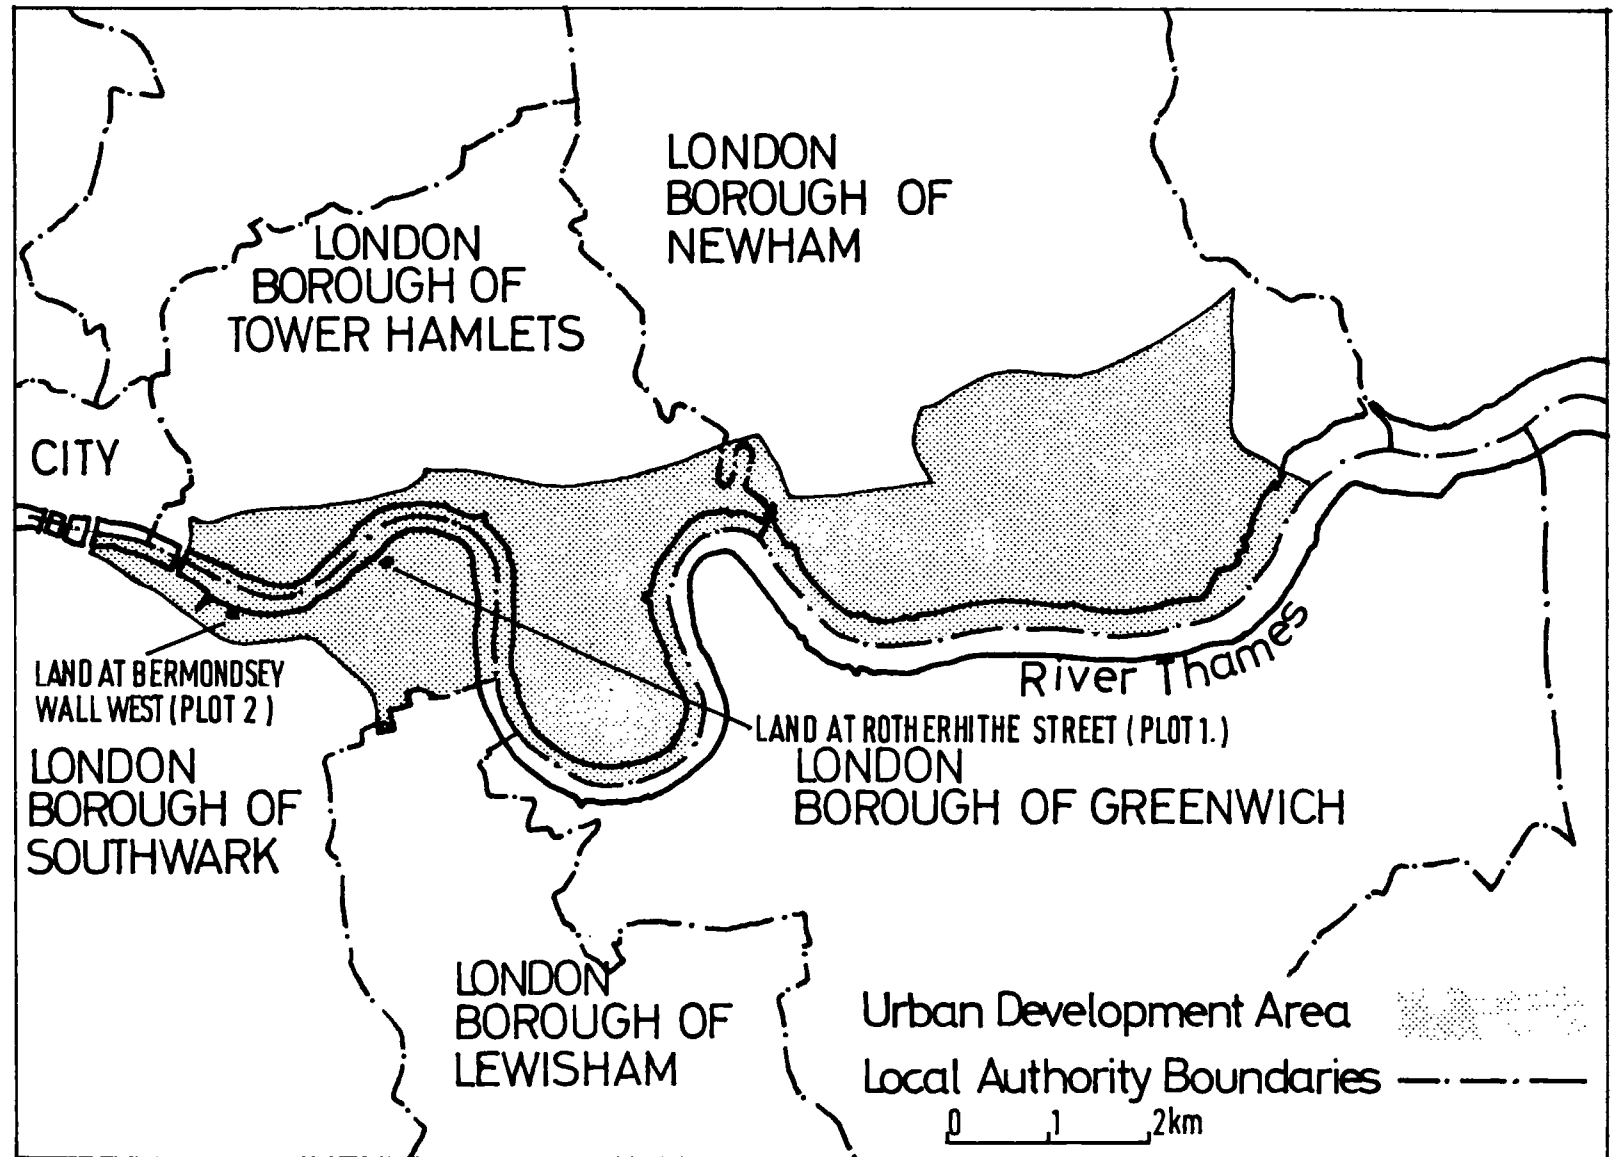 LONDON
BOROUGH OF
NEWHAM
LONDON
BOROUGH OF
TOWER HAMLETS
CITY
LAND AT BERMONDSEY
WALL WEST (PLOT 2)
River Thames
LAND AT ROTHERHITHE STREET (PLOT 1.)
LONDON
BOROUGH OF
SOUTHWARK
LONDON
BOROUGH OF GREENWICH
LONDON
BOROUGH OF
LEWISHAM
Urban Development Area
Local Authority Boundaries
0 1 2km